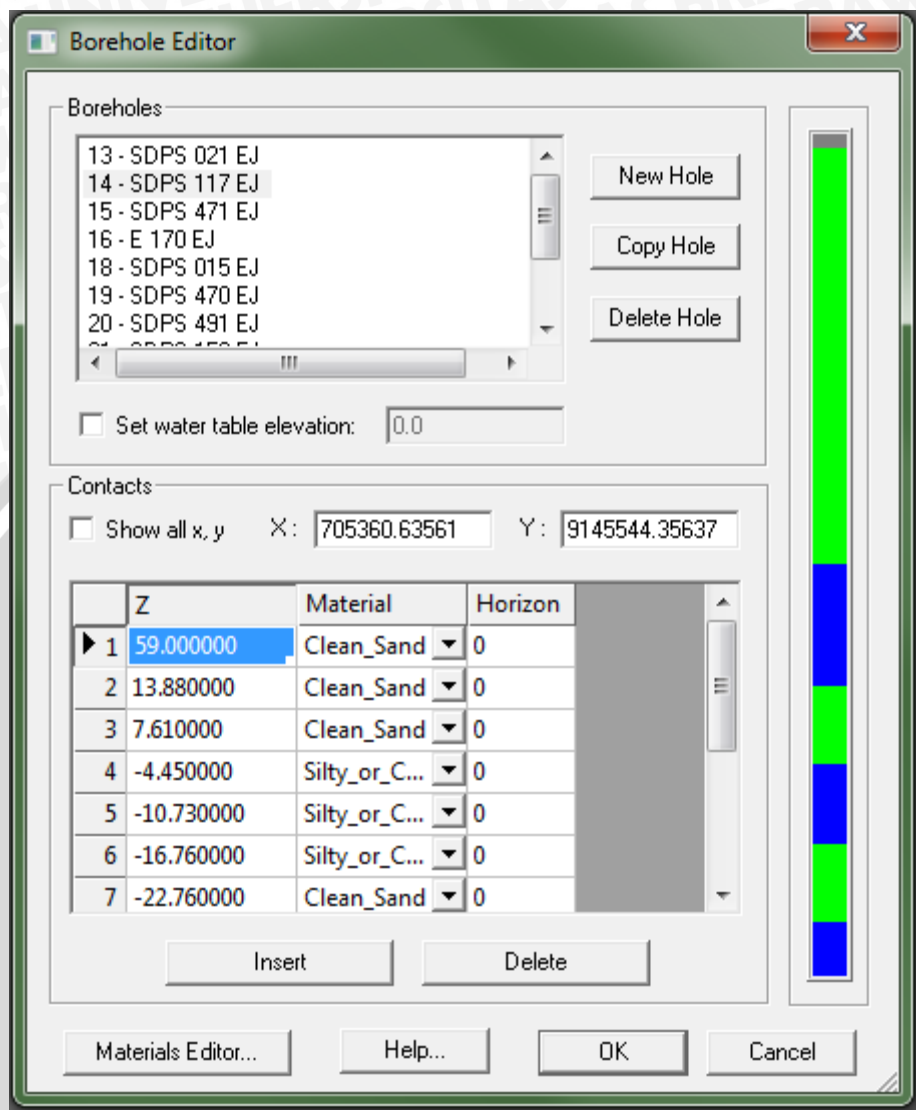 Borehole Editor
Boreholes
13 - SDPS 021 EJ
14 - SDPS 117 EJ
15 - SDPS 471 EJ
16 - E 170 EJ
18 - SDPS 015 EJ
19 - SDPS 470 EJ
20 - SDPS 491 EJ
New Hole
Copy Hole
Delete Hole
Set water table elevation: 0.0
Contacts
Show all x, y X: 705360.63561 Y: 9145544.35637
Z Material Horizon
1 59.000000 Clean_Sand 0
2 13.880000 Clean_Sand 0
3 7.610000 Clean_Sand 0
4 -4.450000 Silty_or_C... 0
5 -10.730000 Silty_or_C... 0
6 -16.760000 Silty_or_C... 0
7 -22.760000 Clean_Sand 0
Insert Delete
Materials Editor... Help... OK Cancel